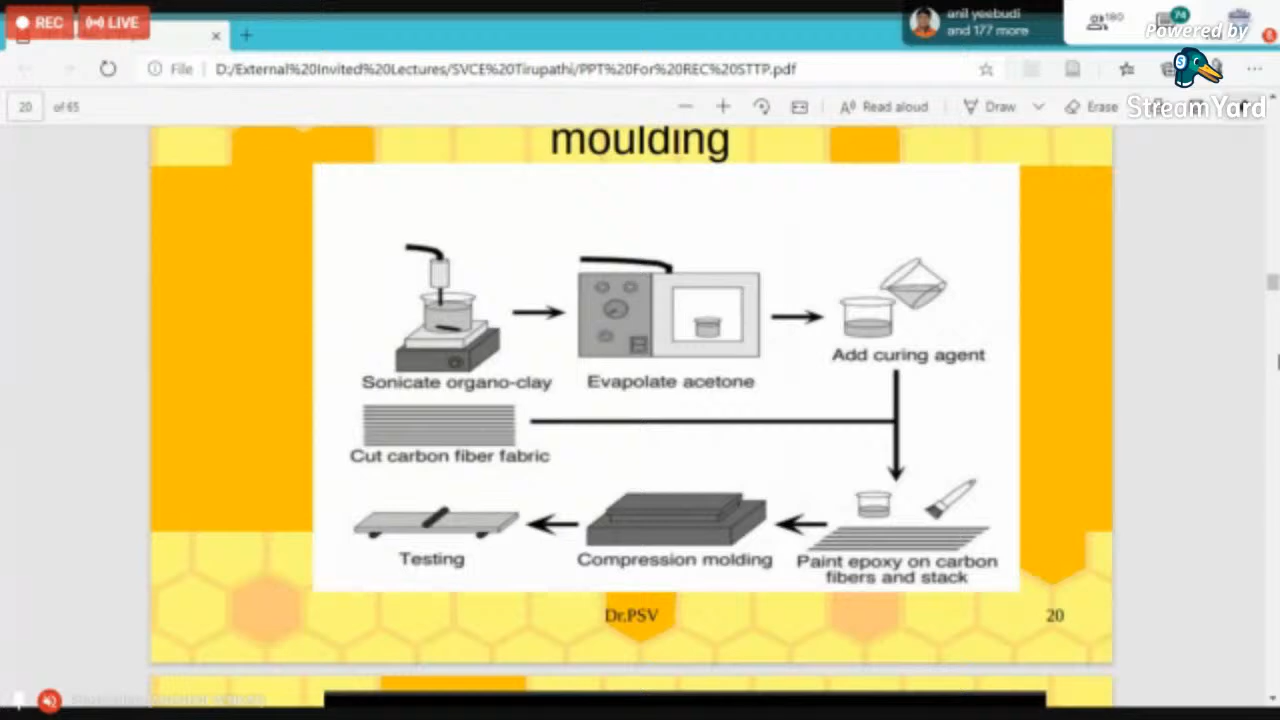 REC
LIVE
anil yeebudi
and 177 more
180
74
Powered by
StreamYard
File
D:/External%20Invited%20Lectures/SVCE%20Tirupathi/PPT%20For%20REC%20STTP.pdf
20
of 65
Read aloud
Draw
Erase
moulding
Sonicate organo-clay
Evapolate acetone
Add curing agent
Cut carbon fiber fabric
Testing
Compression molding
Paint epoxy on carbon
fibers and stack
Dr.PSV
20